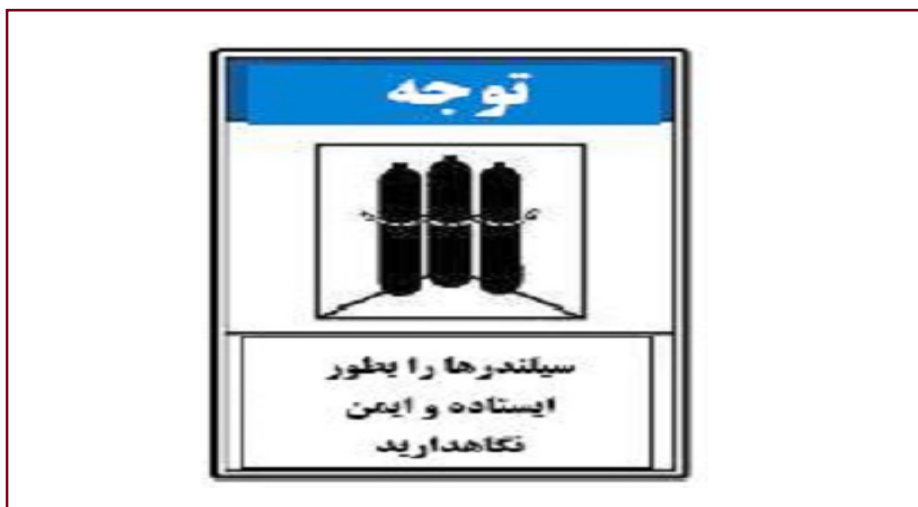 توجه
سیلندرها را بطور
ایستاده و ایمن
نگاهدارید